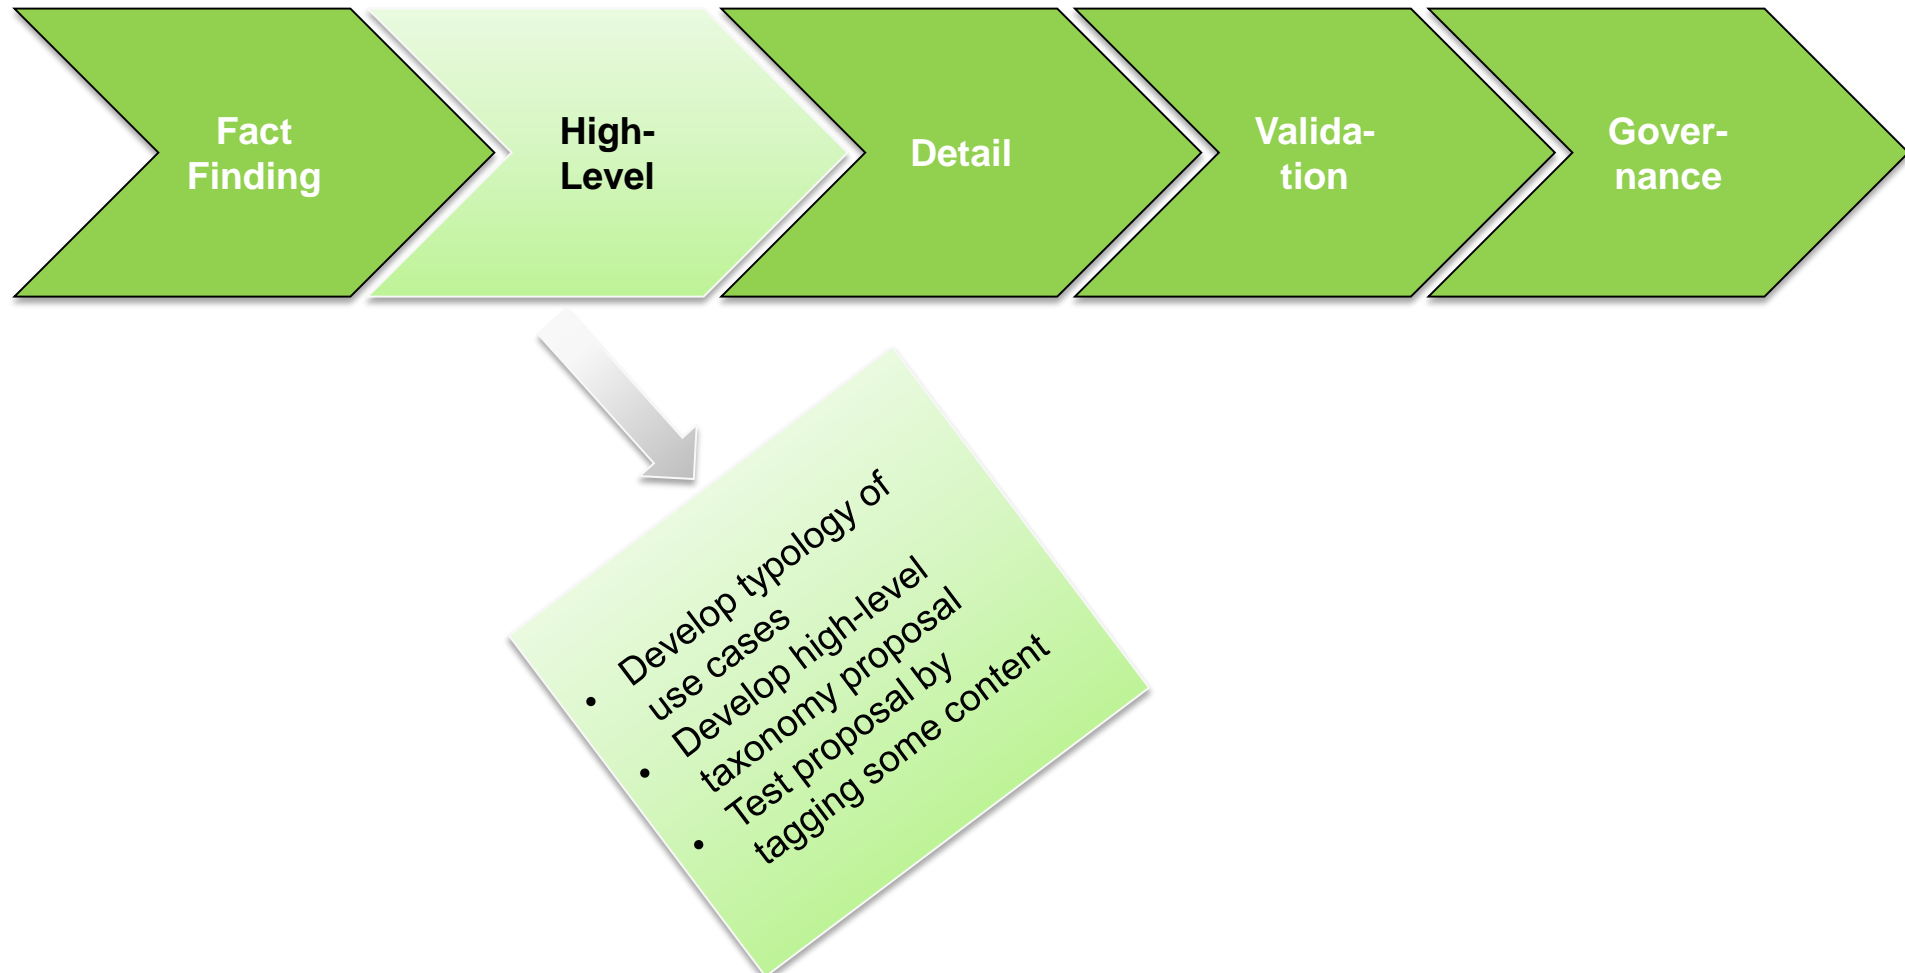 Fact
Finding
High-
Level
Detail
Valida-
tion
Gover-
nance
• Develop typology of
use cases
• Develop high-level
taxonomy proposal
• Test proposal by
tagging some content